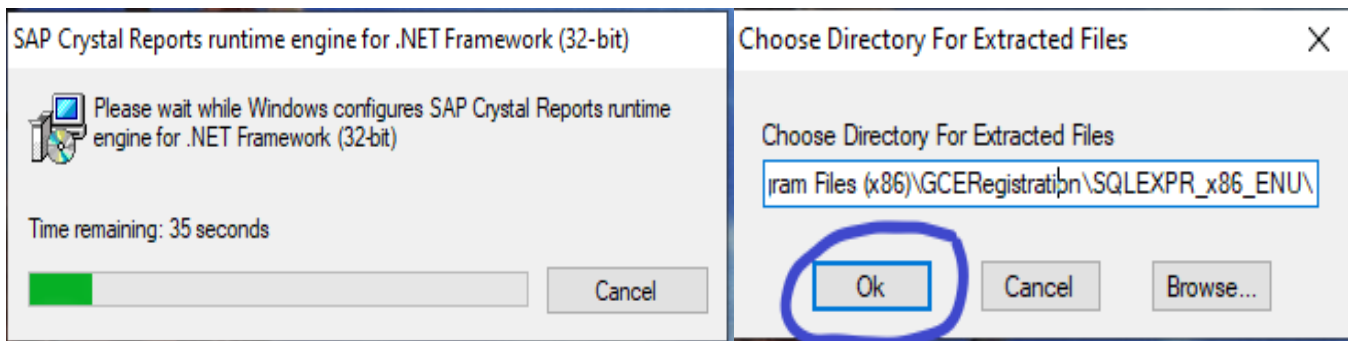 SAP Crystal Reports runtime engine for .NET Framework (32-bit)
Please wait while Windows configures SAP Crystal Reports runtime
engine for .NET Framework (32-bit)
Time remaining: 35 seconds
Cancel
Choose Directory For Extracted Files
Choose Directory For Extracted Files
gram Files (x86)\GCERegistration\SQLEXPR_x86_ENU\
Ok Cancel Browse...